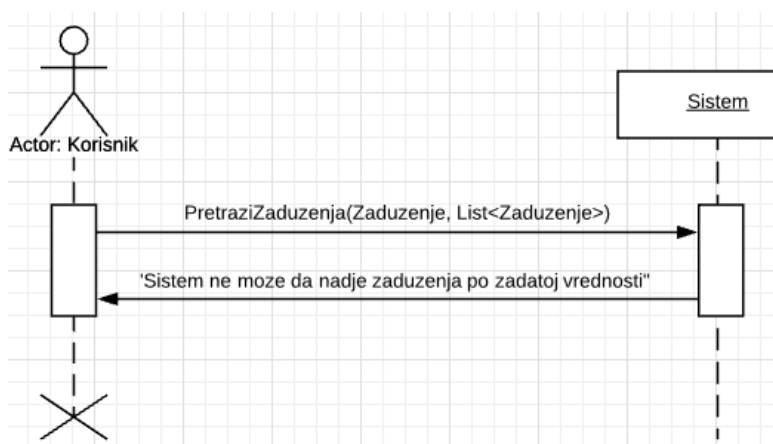 Sistem
Actor: Korisnik
PretraziZaduzenja(Zaduzenje, List<Zaduzenje>)
'Sistem ne moze da nadje zaduzenja po zadatoj vrednosti"